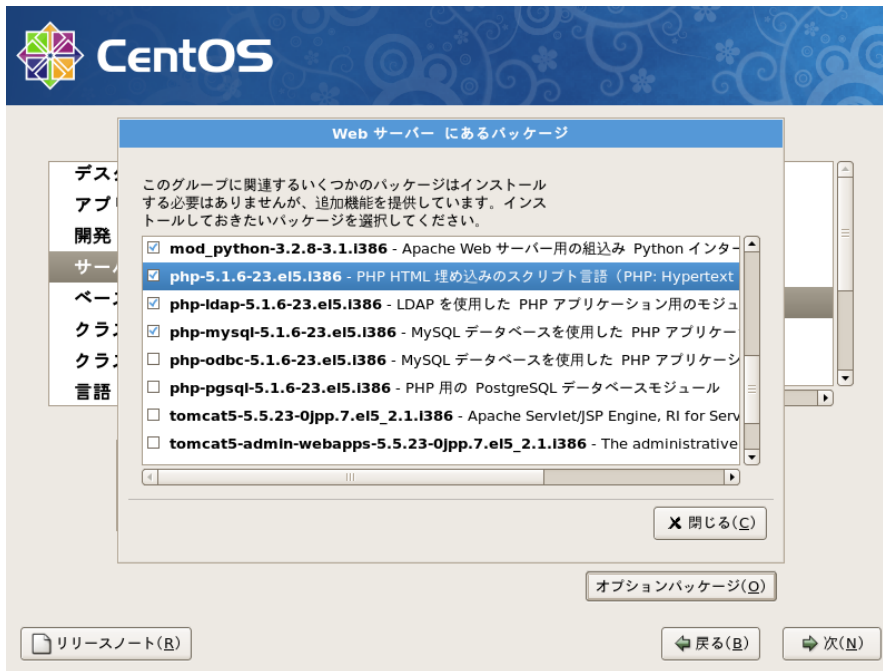 CentOS
Web サーバー にあるパッケージ
デス
アプ
開発
サー
ベー
クラ
クラ
言語
このグループに関連するいくつかのパッケージはインストール
する必要はありませんが、追加機能を提供しています。インス
トールしておきたいパッケージを選択してください。
mod_python-3.2.8-3.1.i386 - Apache Web サーバー用の組込み Python インター
php-5.1.6-23.el5.i386 - PHP HTML 埋め込みのスクリプト言語 (PHP: Hypertext
php-ldap-5.1.6-23.el5.i386 - LDAP を使用した PHP アプリケーション用のモジュ
php-mysql-5.1.6-23.el5.i386 - MySQL データベースを使用した PHP アプリケー
php-odbc-5.1.6-23.el5.i386 - MySQL データベースを使用した PHP アプリケーシ
php-pgsql-5.1.6-23.el5.i386 - PHP 用の PostgreSQL データベースモジュール
tomcat5-5.5.23-0jpp.7.el5_2.1.i386 - Apache Servlet/JSP Engine, RI for Serv
tomcat5-admin-webapps-5.5.23-0jpp.7.el5_2.1.i386 - The administrative
閉じる(C)
オプションパッケージ(O)
リリースノート(R)
戻る(B)
次(N)